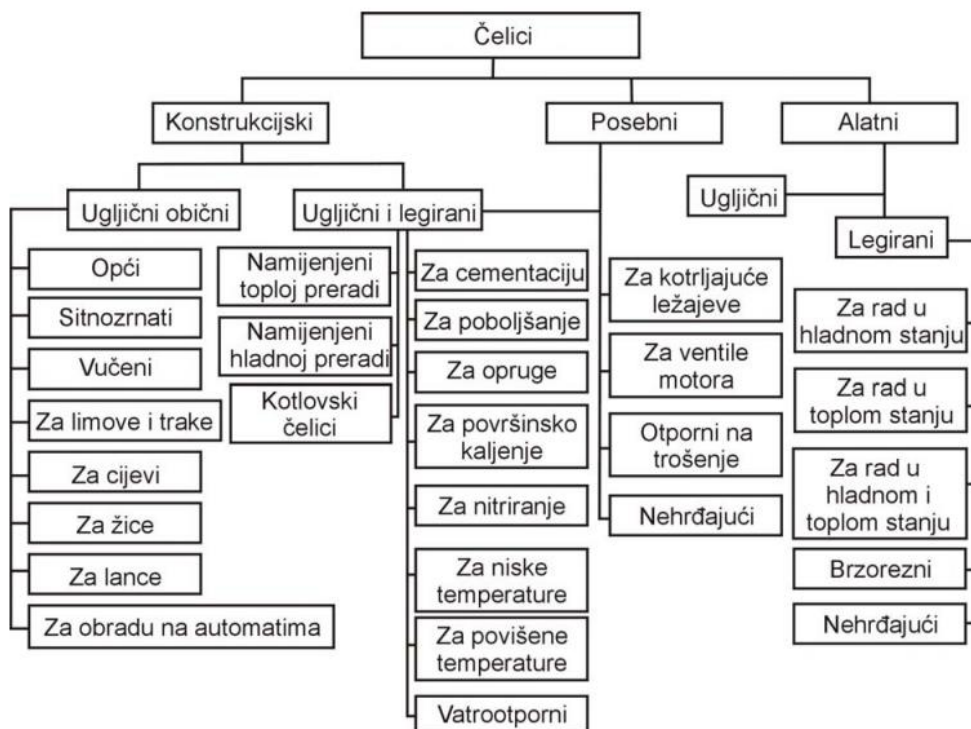 Čelici
Konstrukcijski
Posebni
Alatni
Ugljični obični
Ugljični i legirani
Ugljični
Legirani
Opći
Sitnozrnati
Vučeni
Za limove i trake
Za cijevi
Za žice
Za lance
Za obradu na automatima
Namijenjeni
toploj preradi
Namijenjeni
hladnoj preradi
Kotlovski
čelici
Za cementaciju
Za poboljšanje
Za opruge
Za površinsko
kaljenje
Za nitriranje
Za niske
temperature
Za povišene
temperature
Vatrootporni
Za kotrljajuće
ležajeve
Za ventile
motora
Otporni na
trošenje
Nehrđajući
Za rad u
hladnom stanju
Za rad u
toplom stanju
Za rad u
hladnom i
toplom stanju
Brzorezni
Nehrđajući